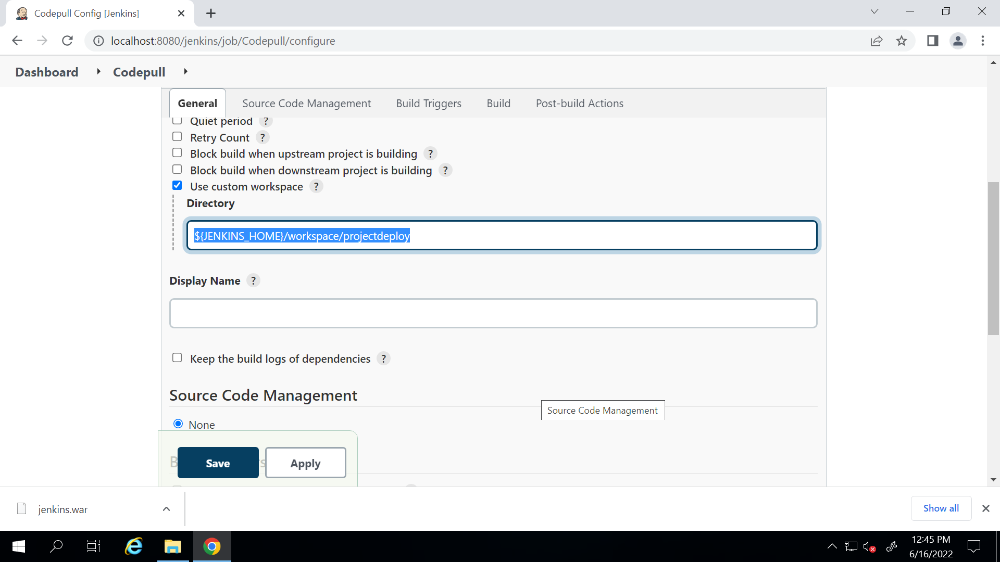 Codepull Config [Jenkins]
localhost:8080/jenkins/job/Codepull/configure
Dashboard
Codepull
General
Source Code Management
Build Triggers
Build
Post-build Actions
Quiet period ?
Retry Count ?
Block build when upstream project is building ?
Block build when downstream project is building ?
Use custom workspace ?
Directory
${JENKINS_HOME}/workspace/projectdeploy
Display Name ?
Keep the build logs of dependencies ?
Source Code Management
Source Code Management
None
Save
Apply
jenkins.war
Show all
12:45 PM
6/16/2022